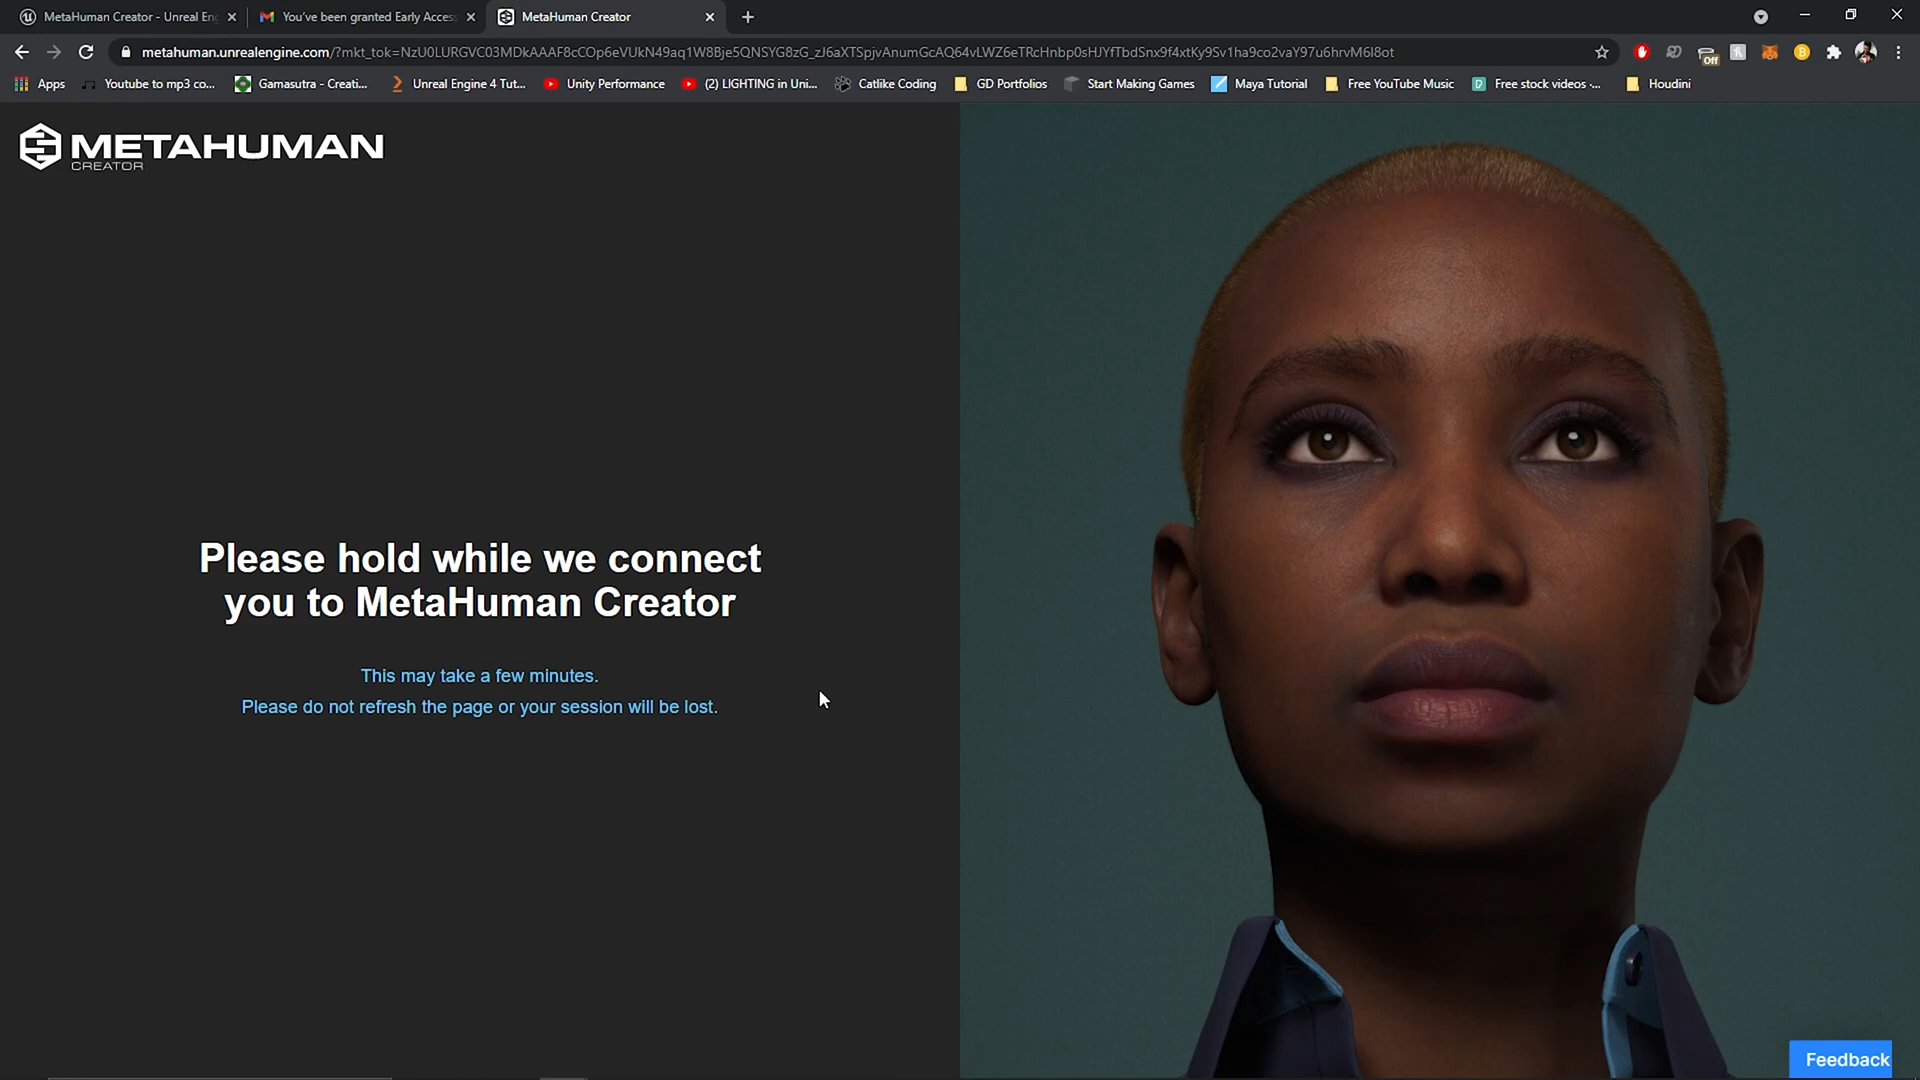 MetaHuman Creator - Unreal En
You've been granted Early Access
MetaHuman Creator
metahuman.unrealengine.com/?mkt_tok=NzU0LURGVC03MDkAAAF8cCOp6eVUkN49aq1W8Bje5QNSYG8zG_zJ6aXTSpjvAnumGcAQ64vLWZ6eTRcHnbp0sHJYfTbdSnx9f4xtKy9Sv1ha9co2vaY97u6hrvM6I8ot
Off
Apps
Youtube to mp3 co...
Gamasutra - Creati...
Unreal Engine 4 Tut...
Unity Performance
(2) LIGHTING in Uni...
Catlike Coding
GD Portfolios
Start Making Games
Maya Tutorial
Free YouTube Music
Free stock videos -...
Houdini
METAHUMAN
CREATOR
Please hold while we connect
you to MetaHuman Creator
This may take a few minutes.
Please do not refresh the page or your session will be lost.
Feedback